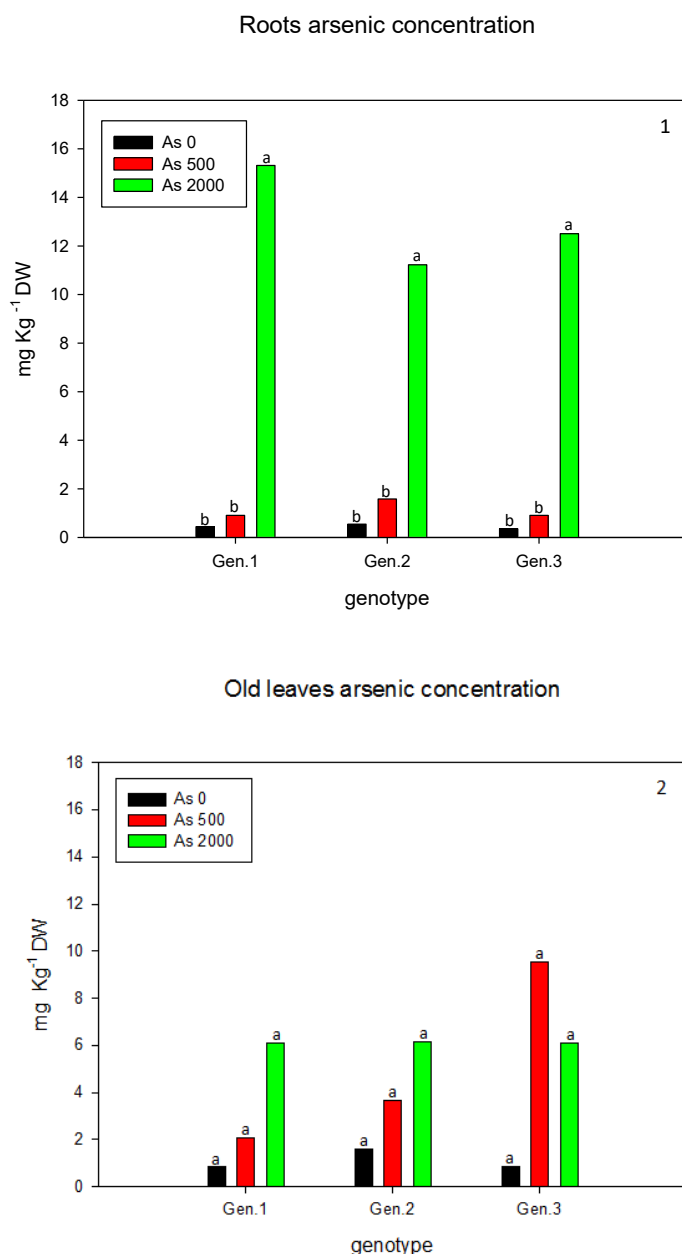 Roots arsenic concentration
1
As 0
As 500
As 2000
18
16
14
12
10
8
6
4
2
0
mg Kg -1 DW
a
a
a
b b
b b
b b
Gen.1 Gen.2 Gen.3
genotype
Old leaves arsenic concentration
2
As 0
As 500
As 2000
18
16
14
12
10
8
6
4
2
0
mg Kg-1 DW
a a a
a a a
a a a
Gen.1 Gen.2 Gen.3
genotype